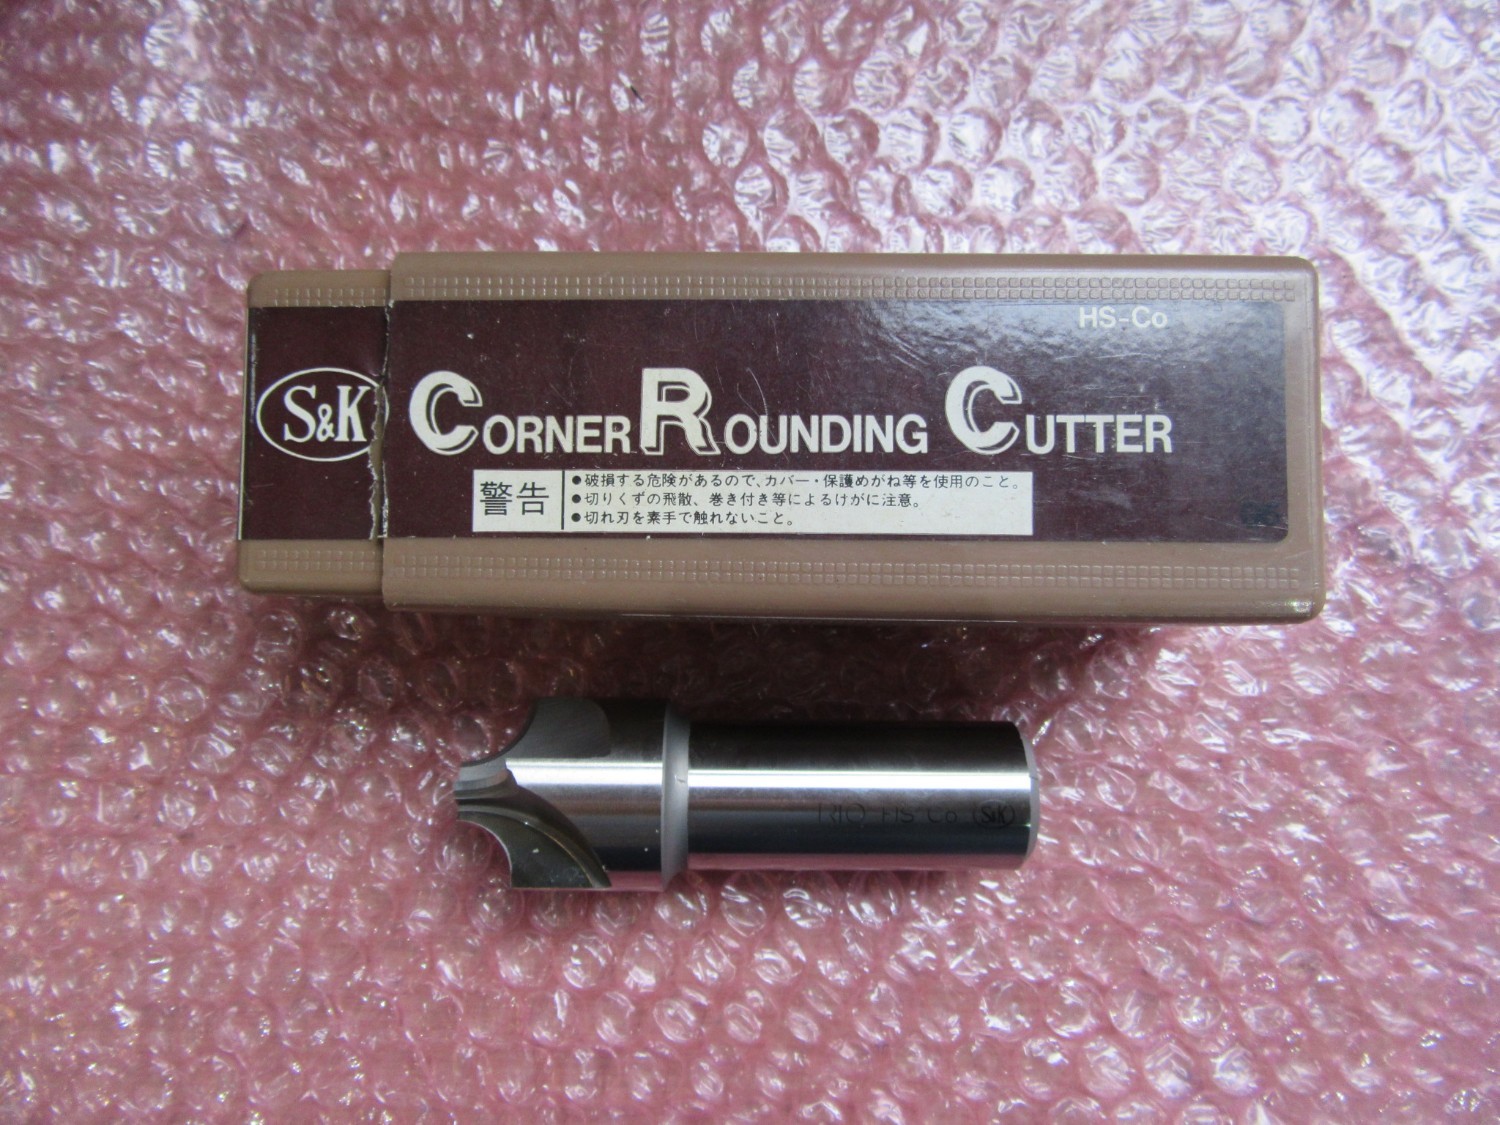 HS-Co
S&K CORNER ROUNDING CUTTER
警告
●破損する危険があるので、カバー・保護めがね等を使用のこと。
●切りくずの飛散、巻き付き等によるけがに注意。
●切れ刃を素手で触れないこと。
R10 HS-Co S&K